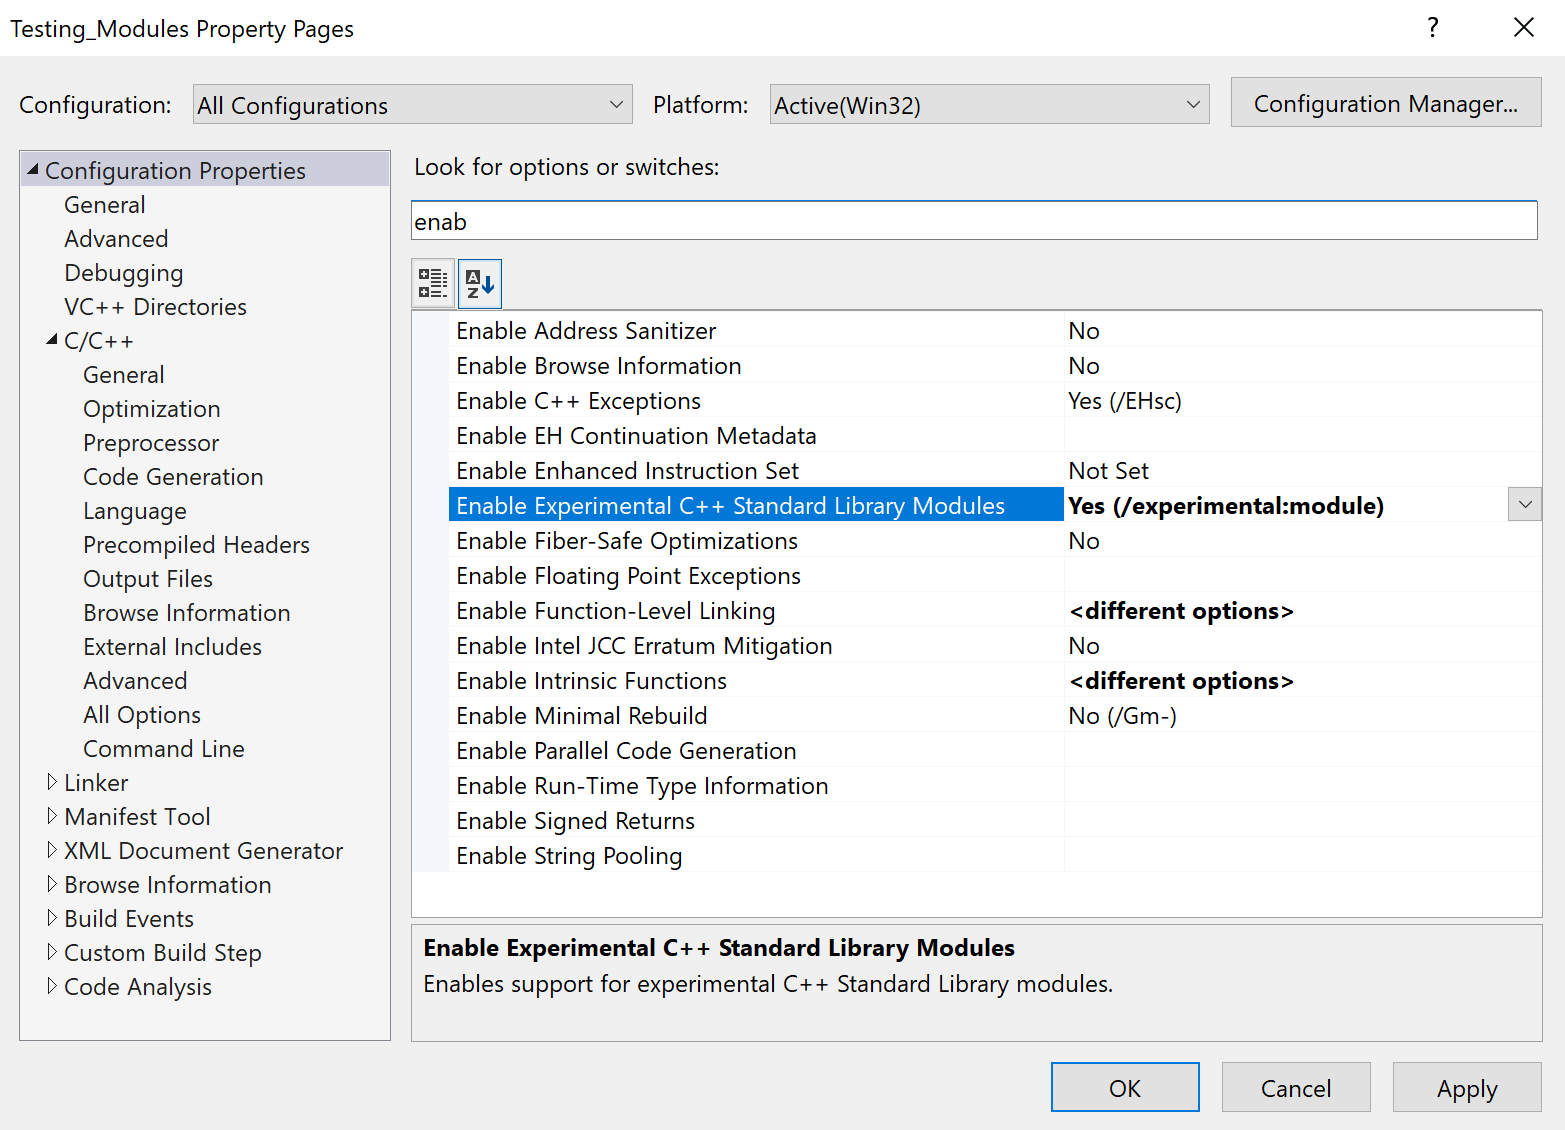 Testing_Modules Property Pages
?
Configuration: All Configurations Platform: Active(Win32) Configuration Manager...
Configuration Properties
General
Advanced
Debugging
VC++ Directories
C/C++
General
Optimization
Preprocessor
Code Generation
Language
Precompiled Headers
Output Files
Browse Information
External Includes
Advanced
All Options
Command Line
Linker
Manifest Tool
XML Document Generator
Browse Information
Build Events
Custom Build Step
Code Analysis
Look for options or switches:
enab
A
Z
Enable Address Sanitizer No
Enable Browse Information No
Enable C++ Exceptions Yes (/EHsc)
Enable EH Continuation Metadata
Enable Enhanced Instruction Set Not Set
Enable Experimental C++ Standard Library Modules Yes (/experimental:module)
Enable Fiber-Safe Optimizations No
Enable Floating Point Exceptions
Enable Function-Level Linking <different options>
Enable Intel JCC Erratum Mitigation No
Enable Intrinsic Functions <different options>
Enable Minimal Rebuild No (/Gm-)
Enable Parallel Code Generation
Enable Run-Time Type Information
Enable Signed Returns
Enable String Pooling
Enable Experimental C++ Standard Library Modules
Enables support for experimental C++ Standard Library modules.
OK Cancel Apply